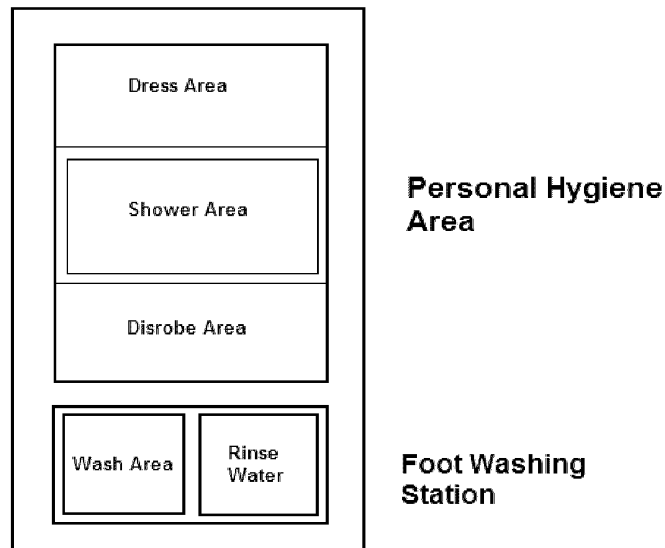 Dress Area
Shower Area
Personal Hygiene
Area
Disrobe Area
Wash Area
Rinse
Water
Foot Washing
Station